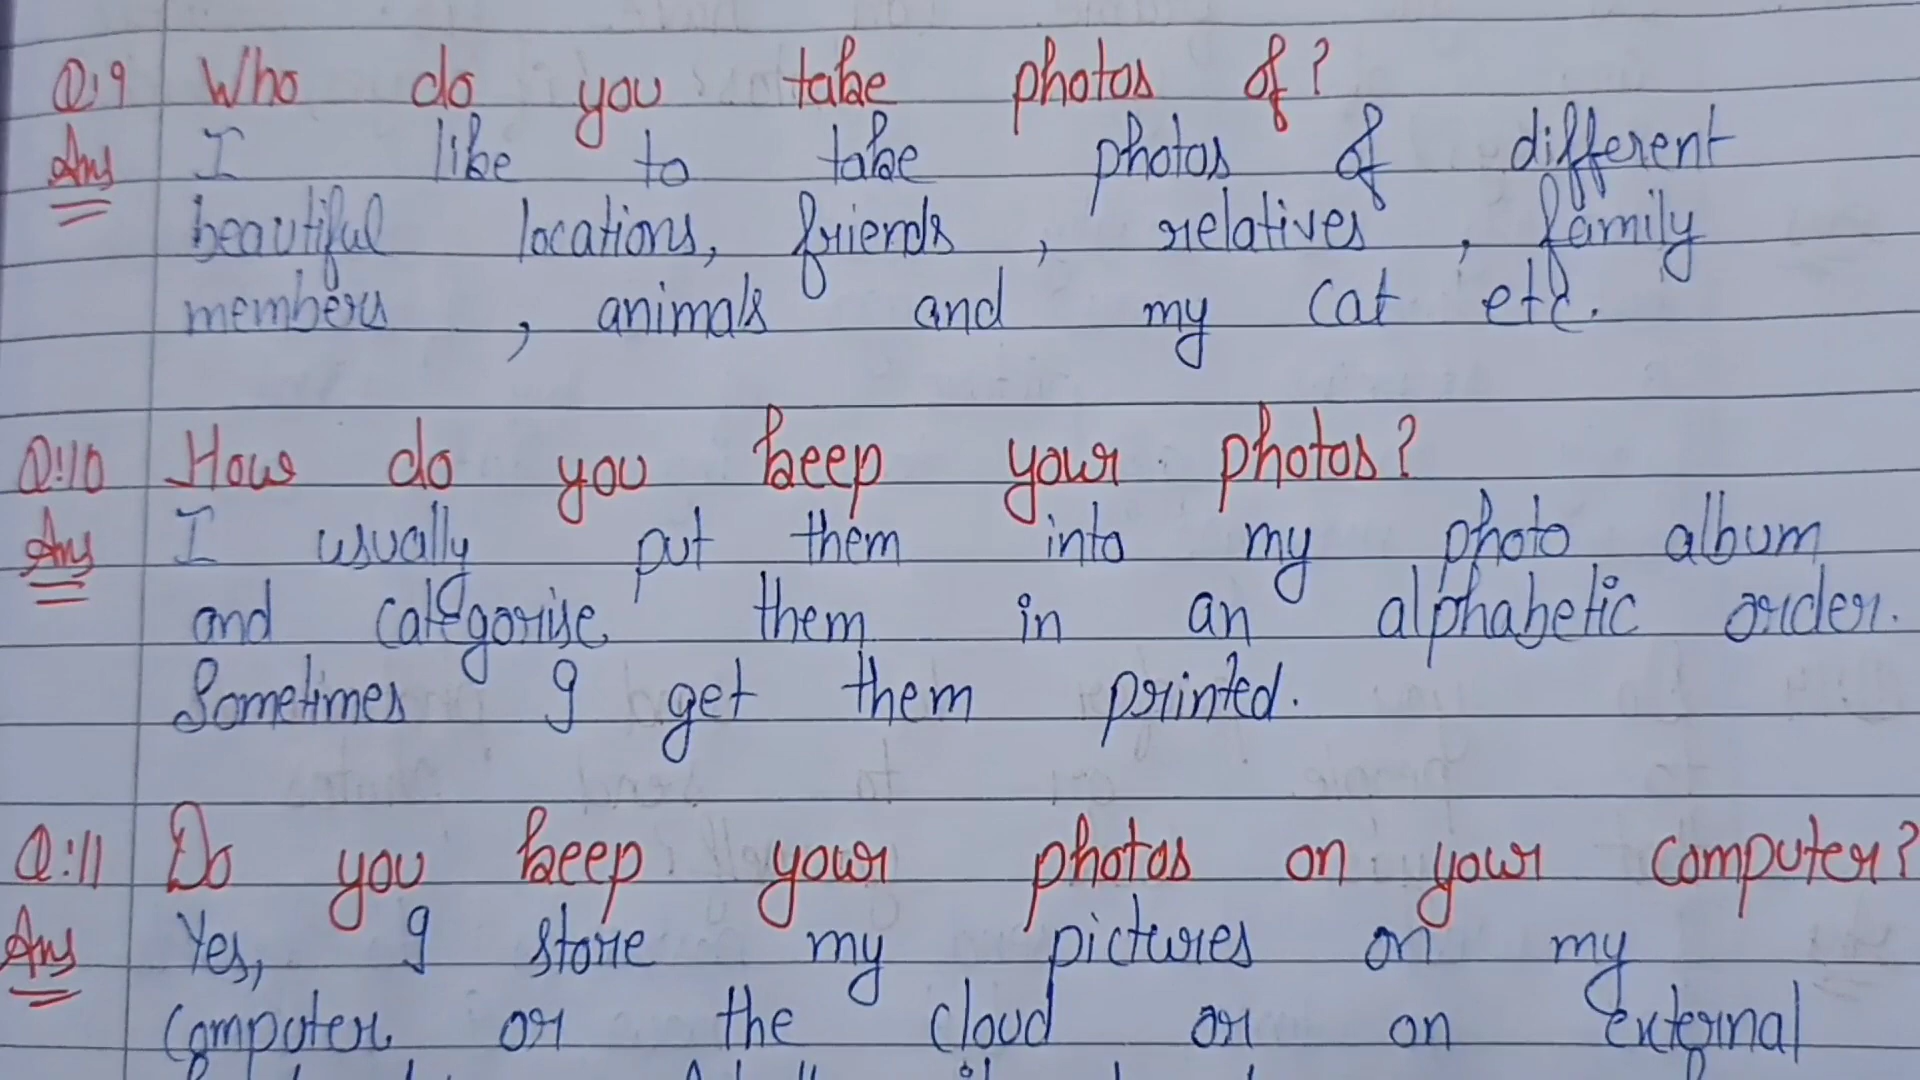 Q:9 Who do you take photos of?
Ans I like to take photos of different
beautiful locations, friends, relatives, family
members, animals and my cat etc.
Q:10 How do you keep your photos?
Ans I usually put them into my photo album
and categorise them in an alphabetic order.
Sometimes I get them printed.
Q:11 Do you keep your photos on your computer?
Ans Yes, I store my pictures on my
computer or the cloud or on external